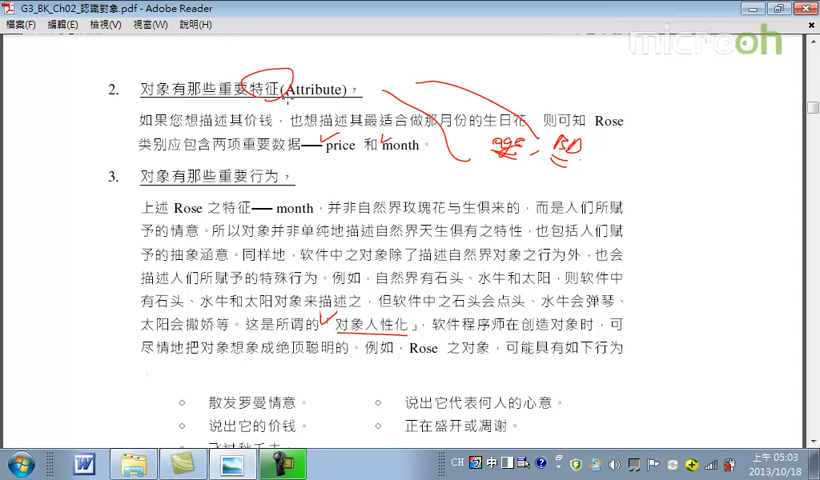 G3_BK_Ch02_認識對象.pdf - Adobe Reader
檔案(F) 編輯(E) 檢視(V) 視窗(W) 說明(H)
microoh
2. 对象有那些重要特征(Attribute)﹖
如果您想描述其价钱﹐也想描述其最适合做那月份的生日花﹐则可知 Rose
类别应包含两项重要数据── price 和 month。
age, BD
3. 对象有那些重要行为﹖
上述 Rose 之特征── month﹐并非自然界玫瑰花与生俱来的﹐而是人们所赋
予的情意。所以对象并非单纯地描述自然界天生俱有之特性﹐也包括人们赋
予的抽象涵意。同样地﹐软件中之对象除了描述自然界对象之行为外﹐也会
描述人们所赋予的特殊行为。例如﹐自然界有石头、水牛和太阳﹐则软件中
有石头、水牛和太阳对象来描述之﹐但软件中之石头会点头、水牛会弹琴、
太阳会撒娇等。这是所谓的「对象人性化」﹐软件程序师在创造对象时﹐可
尽情地把对象想象成绝顶聪明的。例如﹐Rose 之对象﹐可能具有如下行为
◇ 散发罗曼情意。 ◇ 说出它代表何人的心意。
◇ 说出它的价钱。 ◇ 正在盛开或凋谢。
CH 中
上午 05:03
2013/10/18